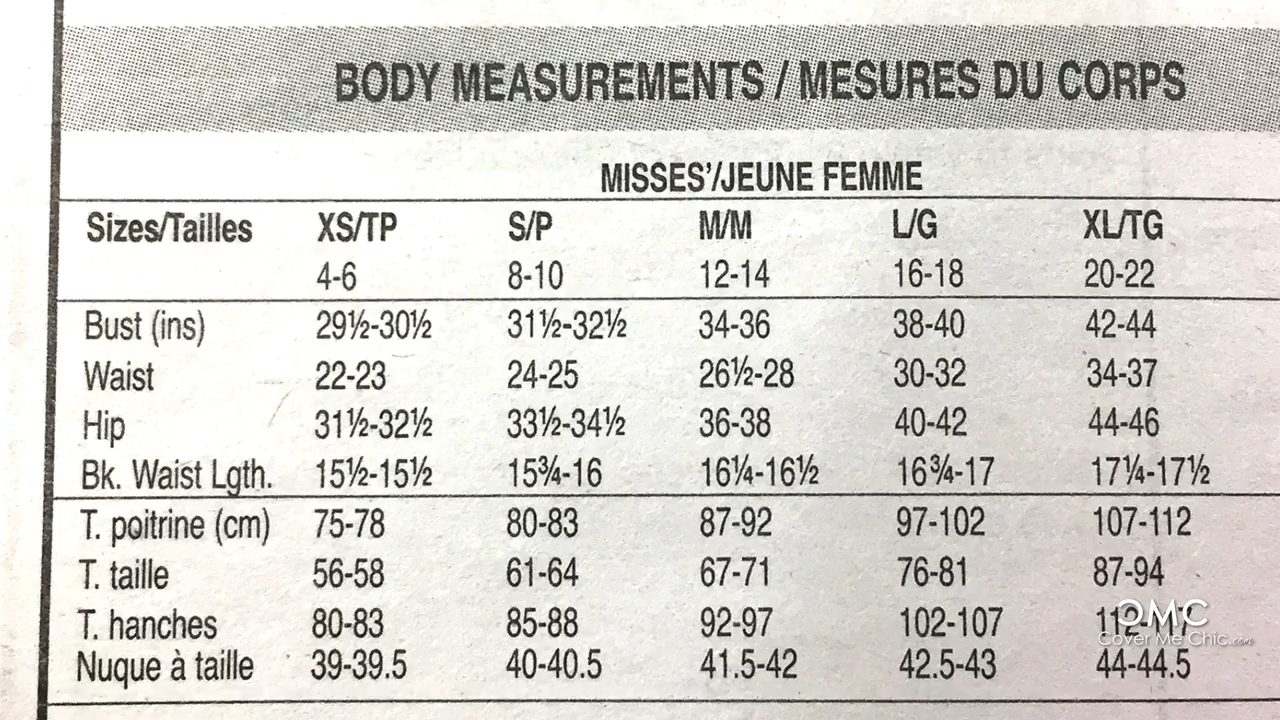 BODY MEASUREMENTS / MESURES DU CORPS
MISSES'/JEUNE FEMME
Sizes/Tailles XS/TP S/P M/M L/G XL/TG
4-6 8-10 12-14 16-18 20-22
Bust (ins) 29½-30½ 31½-32½ 34-36 38-40 42-44
Waist 22-23 24-25 26½-28 30-32 34-37
Hip 31½-32½ 33½-34½ 36-38 40-42 44-46
Bk. Waist Lgth. 15½-15½ 15¾-16 16¼-16½ 16¾-17 17¼-17½
T. poitrine (cm) 75-78 80-83 87-92 97-102 107-112
T. taille 56-58 61-64 67-71 76-81 87-94
T. hanches 80-83 85-88 92-97 102-107
Nuque à taille 39-39.5 40-40.5 41.5-42 42.5-43 44-44.5
CMC
Cover Me Chic.com